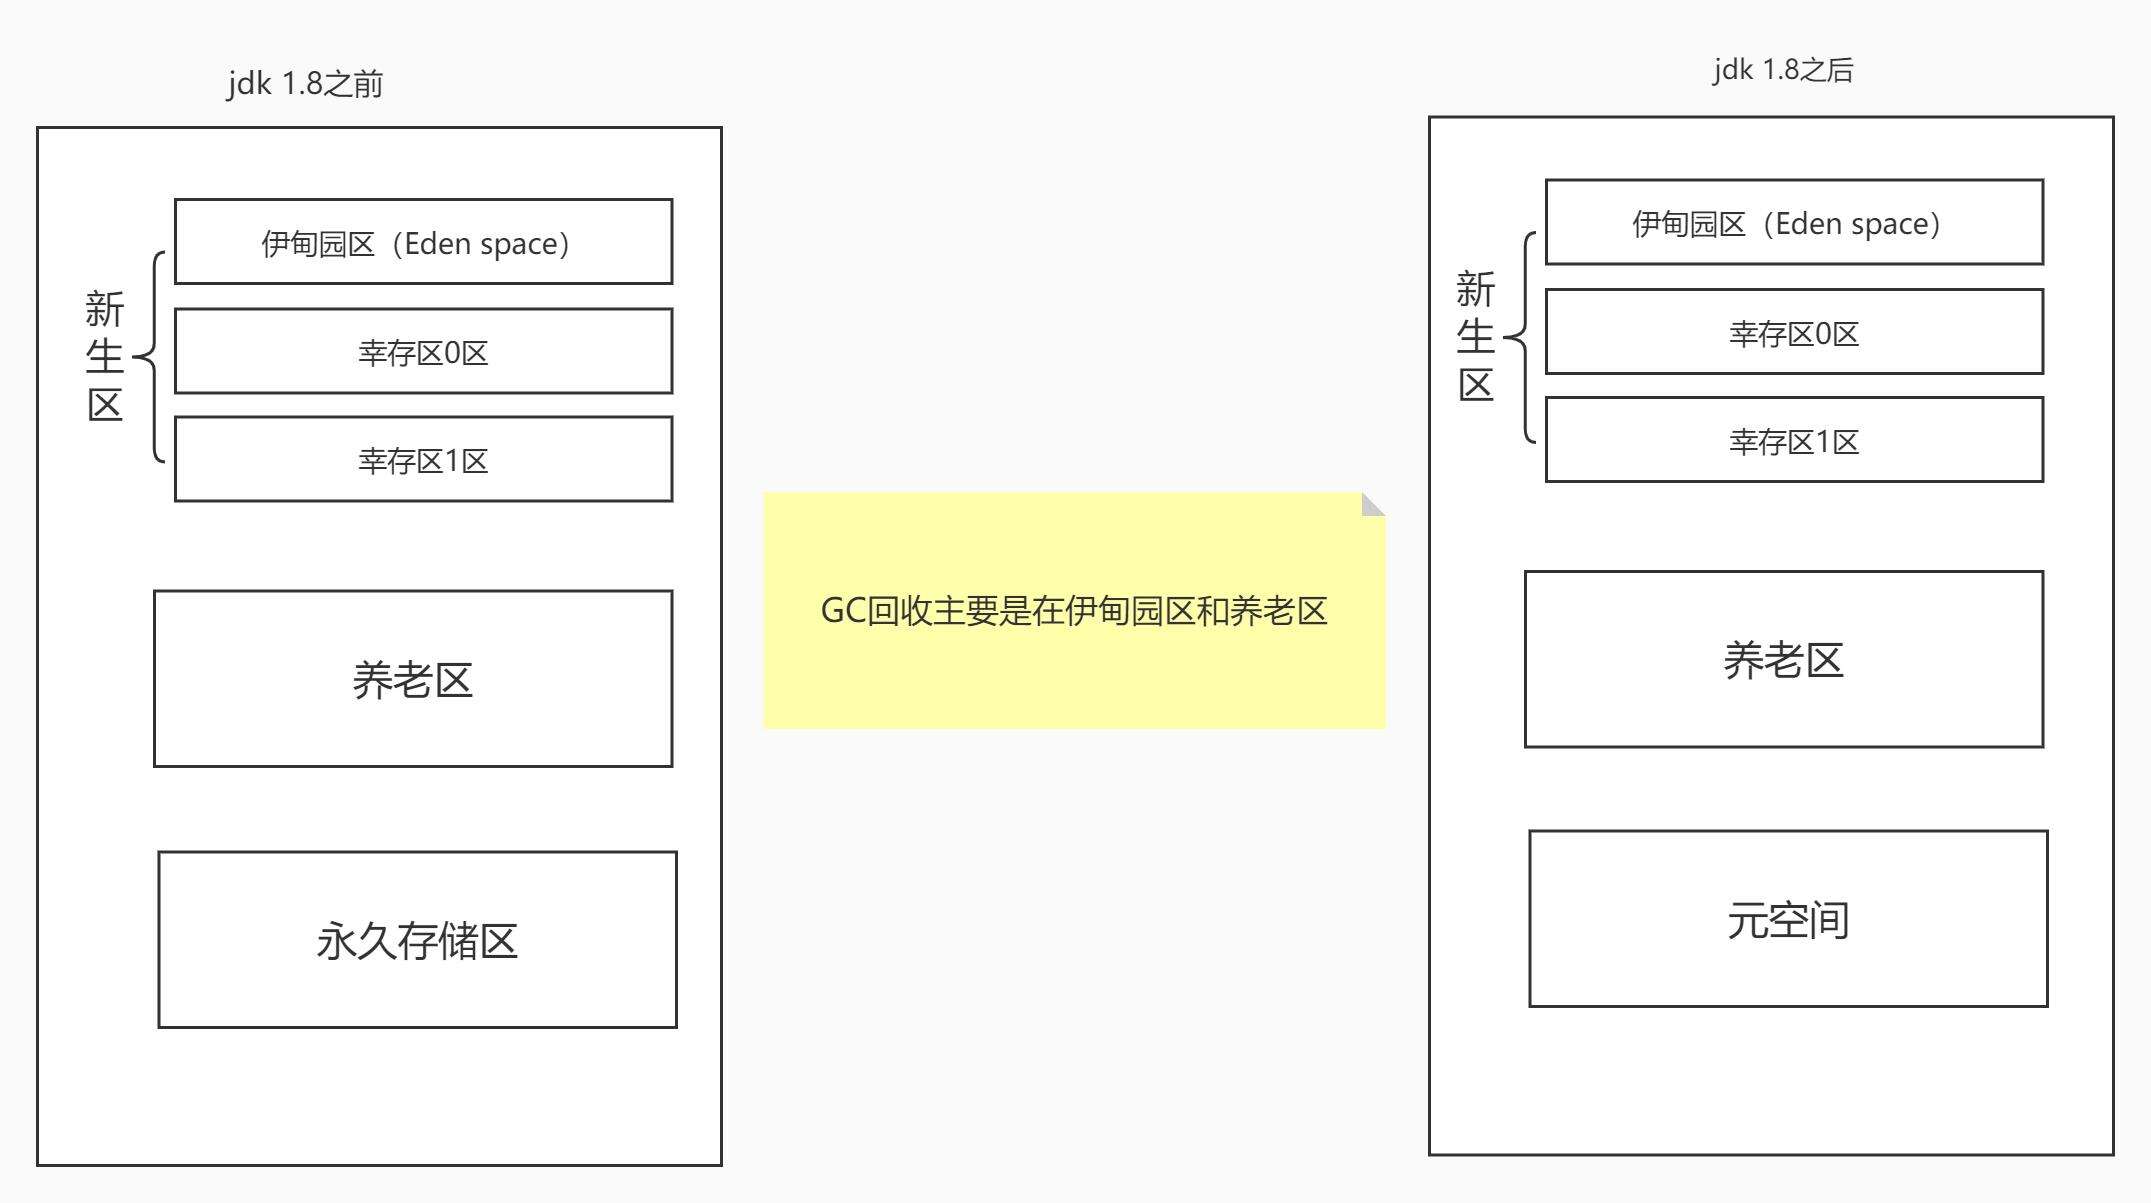 jdk 1.8之前
伊甸园区（Eden space）
新生区
幸存区0区
幸存区1区
养老区
永久存储区
GC回收主要是在伊甸园区和养老区
jdk 1.8之后
伊甸园区（Eden space）
新生区
幸存区0区
幸存区1区
养老区
元空间